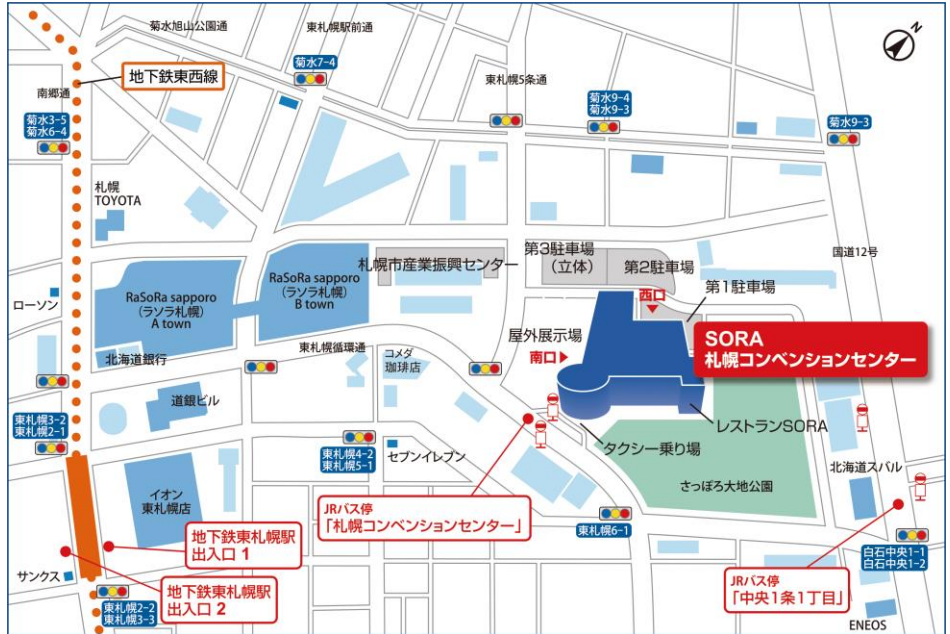 菊水旭山公園通
東札幌駅前通
N
菊水7-4
地下鉄東西線
東札幌5条通
南郷通
菊水9-4
菊水9-3
菊水3-5
菊水6-4
菊水9-3
札幌
TOYOTA
国道12号
札幌市産業振興センター
第3駐車場
(立体)
第2駐車場
第1駐車場
RaSoRa sapporo
(ラソラ札幌)
A town
RaSoRa sapporo
(ラソラ札幌)
B town
西口
ローソン
屋外展示場
SORA
札幌コンベンションセンター
北海道銀行
東札幌循環通
コメダ
珈琲店
南口
道銀ビル
東札幌3-2
東札幌2-1
レストランSORA
タクシー乗り場
東札幌4-2
東札幌5-1
セブンイレブン
北海道スバル
さっぽろ大地公園
イオン
東札幌店
JRバス停
「札幌コンベンションセンター」
東札幌6-1
地下鉄東札幌駅
出入口 1
白石中央1-1
白石中央1-2
サンクス
地下鉄東札幌駅
出入口 2
JRバス停
「中央1条1丁目」
東札幌2-2
東札幌3-3
ENEOS